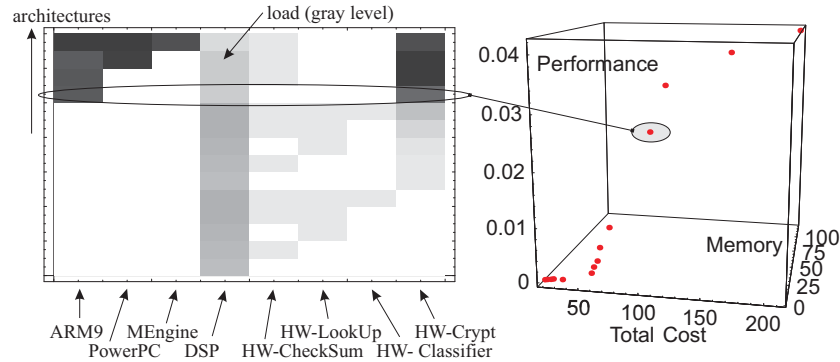 architectures
load (gray level)
ARM9
PowerPC
MEngine
DSP
HW-CheckSum
HW-LookUp
HW- Classifier
HW-Crypt
0.04
0.03
0.02
0.01
0
Performance
Memory
100
75
50
25
0
50
100
150
200
Total Cost